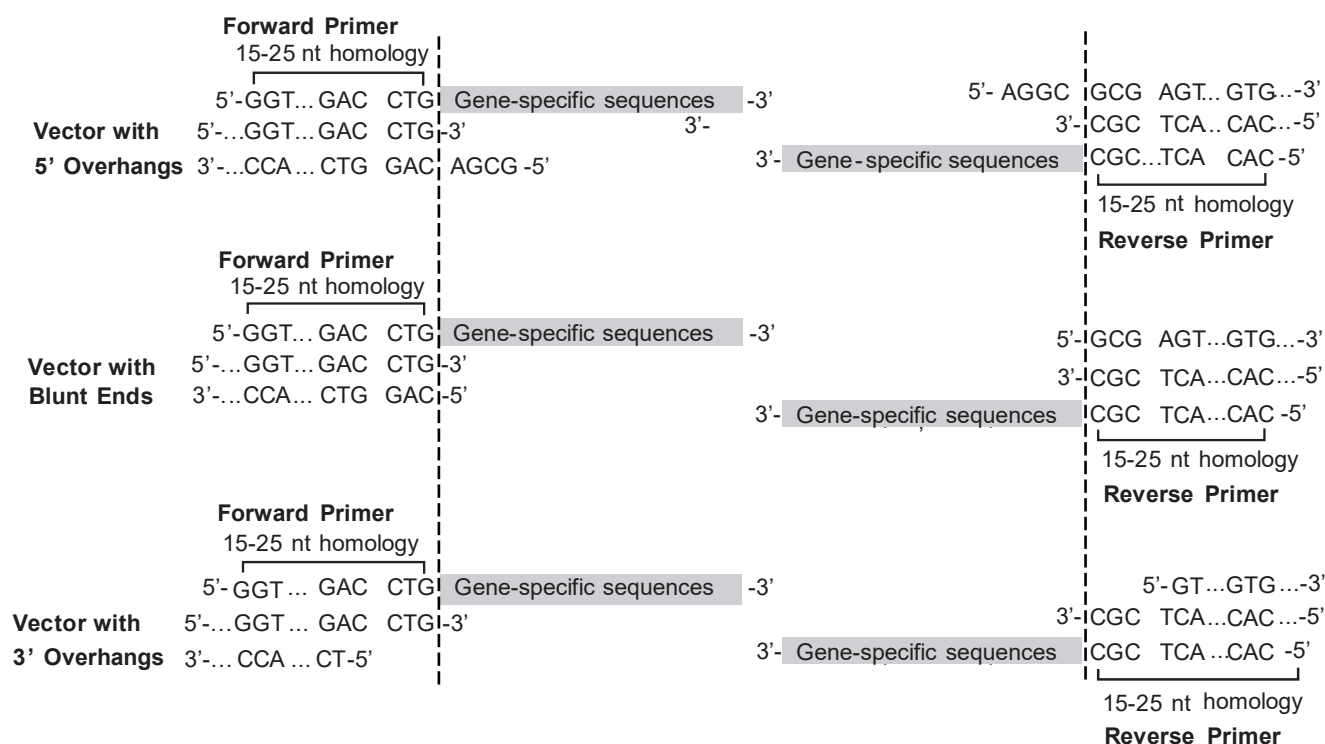 Forward Primer
15-25 nt homology
5'-GGT... GAC CTG Gene-specific sequences -3'
5'- AGGC GCG AGT... GTG...-3'
Vector with 5'-...GGT... GAC CTG-3'
3'-
3'-CGC TCA... CAC...-5'
5' Overhangs 3'-...CCA ... CTG GAC AGCG -5'
3'- Gene-specific sequences CGC...TCA CAC-5'
15-25 nt homology
Reverse Primer
Forward Primer
15-25 nt homology
5'-GGT... GAC CTG Gene-specific sequences -3'
5'-GCG AGT...GTG...-3'
Vector with 5'-...GGT... GAC CTG-3'
3'-CGC TCA...CAC...-5'
Blunt Ends 3'-...CCA... CTG GAC-5'
3'- Gene-specific sequences CGC TCA...CAC -5'
15-25 nt homology
Reverse Primer
Forward Primer
15-25 nt homology
5'- GGT ... GAC CTG Gene-specific sequences -3'
5'- GT...GTG...-3'
Vector with 5'-...GGT ... GAC CTG-3'
3'-CGC TCA...CAC ...-5'
3' Overhangs 3'-... CCA ... CT-5'
3'- Gene-specific sequences CGC TCA ...CAC -5'
15-25 nt homology
Reverse Primer